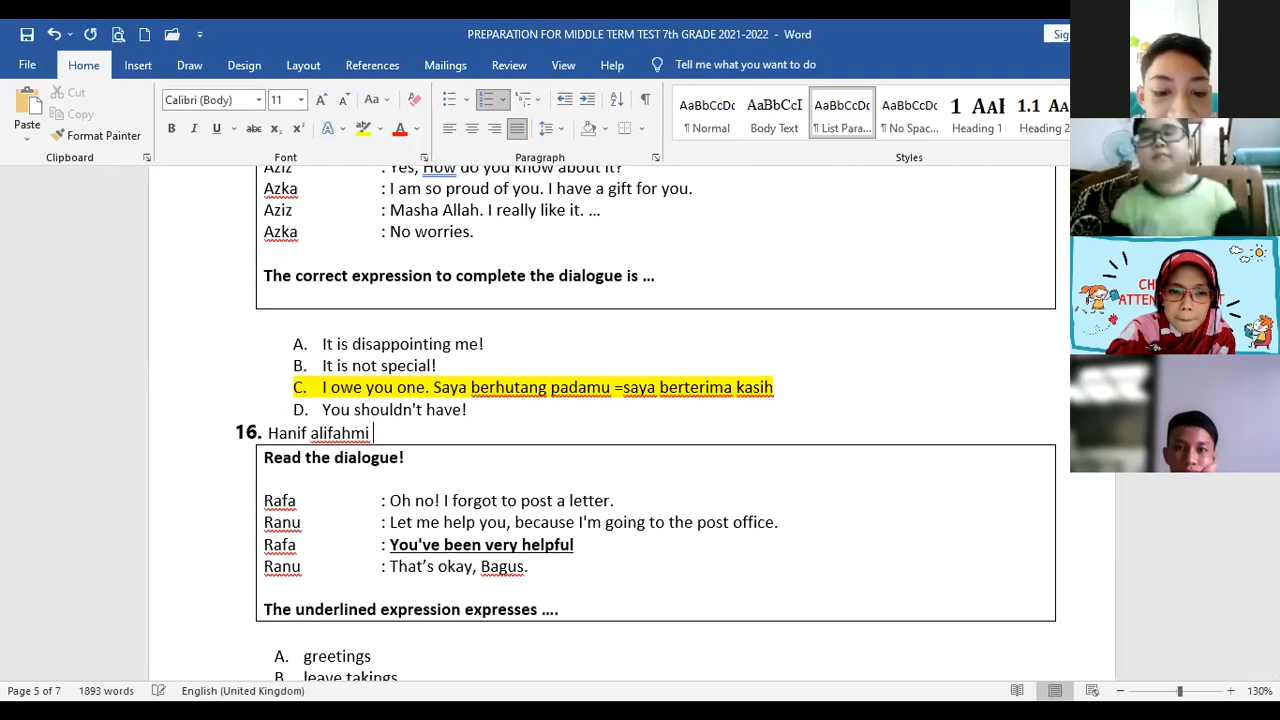 PREPARATION FOR MIDDLE TERM TEST 7th GRADE 2021-2022 - Word
Sig
File Home Insert Draw Design Layout References Mailings Review View Help Tell me what you want to do
Paste
Cut
Copy
Format Painter
Calibri (Body) 11
AaBbCcDc AaBbCcI AaBbCcDc AaBbCcDc 1 AaI 1.1 AaB
¶ Normal Body Text ¶ List Para... ¶ No Spac... Heading 1 Heading 2
Clipboard Font Paragraph Styles
Aziz : Yes, How do you know about it?
Azka : I am so proud of you. I have a gift for you.
Aziz : Masha Allah. I really like it. …
Azka : No worries.
The correct expression to complete the dialogue is …
A. It is disappointing me!
B. It is not special!
C. I owe you one. Saya berhutang padamu =saya berterima kasih
D. You shouldn't have!
16. Hanif alifahmi
Read the dialogue!
Rafa : Oh no! I forgot to post a letter.
Ranu : Let me help you, because I'm going to the post office.
Rafa : You've been very helpful
Ranu : That’s okay, Bagus.
The underlined expression expresses ….
A. greetings
B. leave takings
Page 5 of 7 1893 words English (United Kingdom) 130%